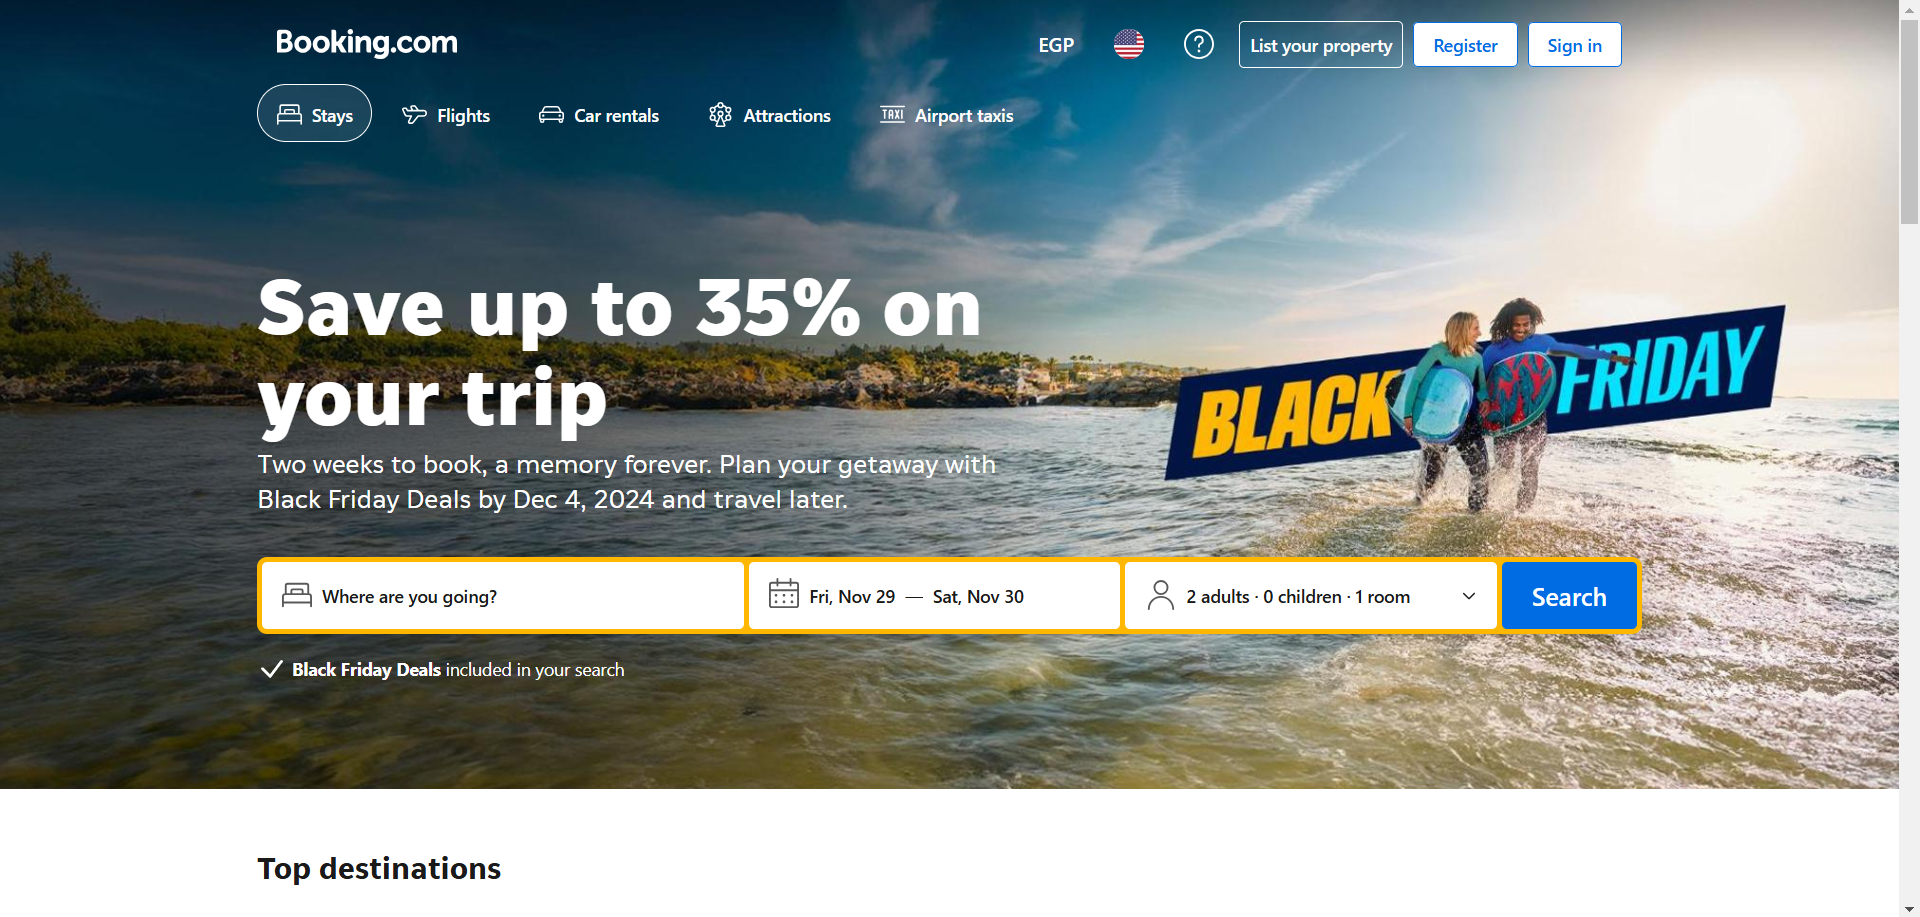 Booking.com
EGP
List your property
Register
Sign in
Stays
Flights
Car rentals
Attractions
TAXI
Airport taxis
Save up to 35% on
your trip
Two weeks to book, a memory forever. Plan your getaway with
Black Friday Deals by Dec 4, 2024 and travel later.
BLACK FRIDAY
Where are you going?
Fri, Nov 29 — Sat, Nov 30
2 adults · 0 children · 1 room
Search
Black Friday Deals included in your search
Top destinations